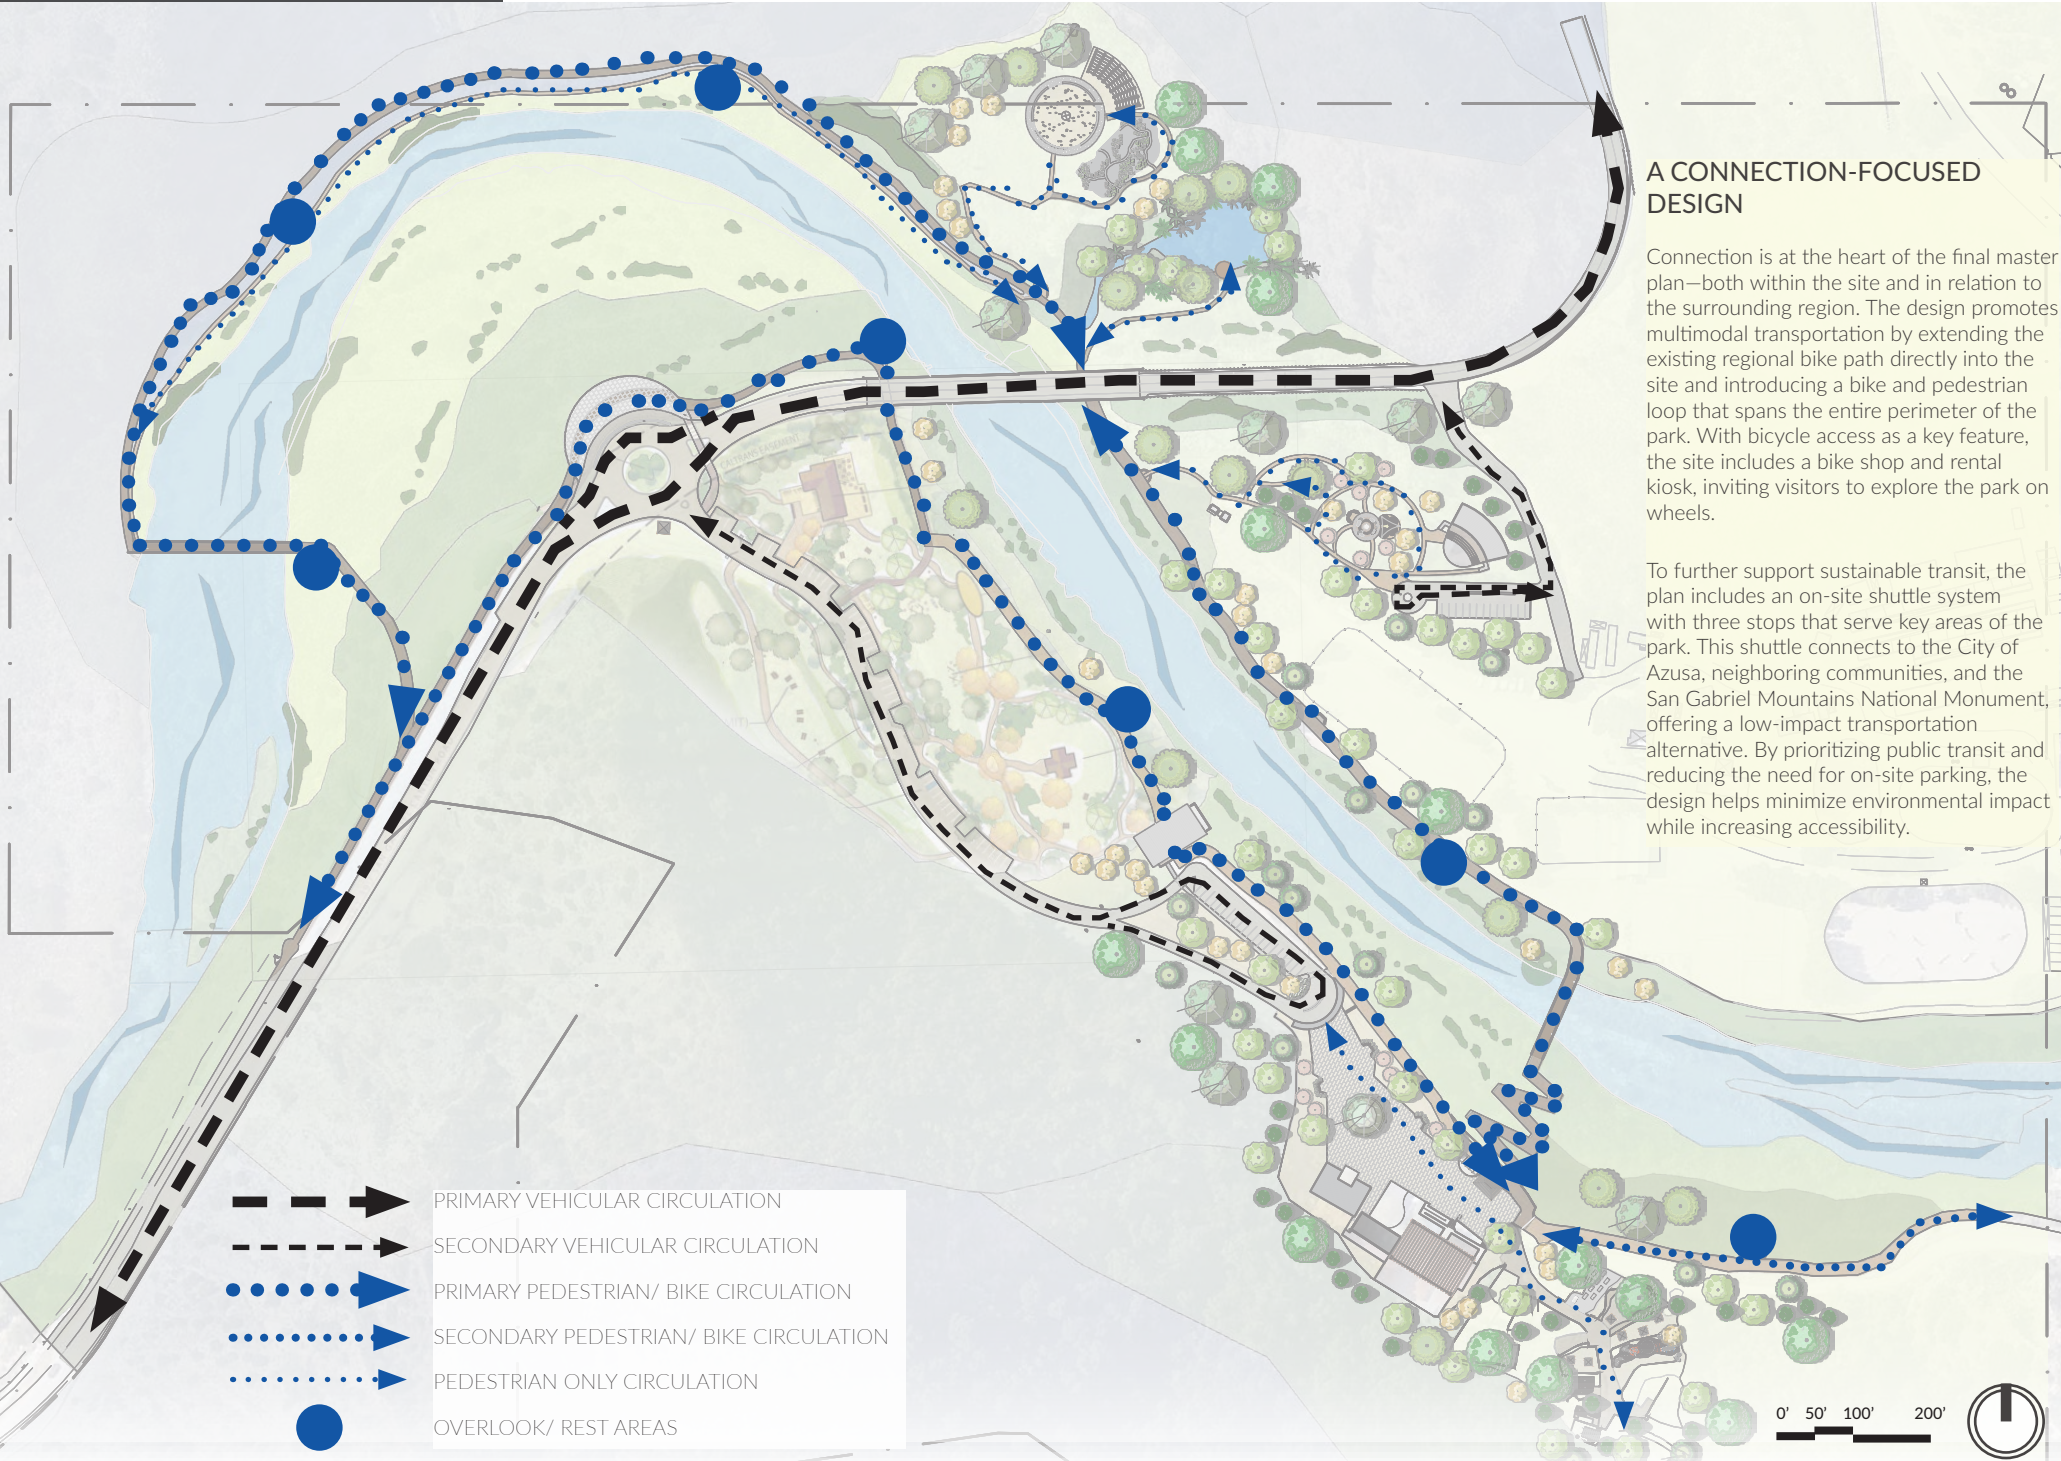 A CONNECTION-FOCUSED
DESIGN
Connection is at the heart of the final master
plan—both within the site and in relation to
the surrounding region. The design promotes
multimodal transportation by extending the
existing regional bike path directly into the
site and introducing a bike and pedestrian
loop that spans the entire perimeter of the
park. With bicycle access as a key feature,
the site includes a bike shop and rental
kiosk, inviting visitors to explore the park on
wheels.
To further support sustainable transit, the
plan includes an on-site shuttle system
with three stops that serve key areas of the
park. This shuttle connects to the City of
Azusa, neighboring communities, and the
San Gabriel Mountains National Monument,
offering a low-impact transportation
alternative. By prioritizing public transit and
reducing the need for on-site parking, the
design helps minimize environmental impact
while increasing accessibility.
EASEMENT
PRIMARY VEHICULAR CIRCULATION
SECONDARY VEHICULAR CIRCULATION
PRIMARY PEDESTRIAN/ BIKE CIRCULATION
SECONDARY PEDESTRIAN/ BIKE CIRCULATION
PEDESTRIAN ONLY CIRCULATION
OVERLOOK/ REST AREAS
0' 50' 100' 200'